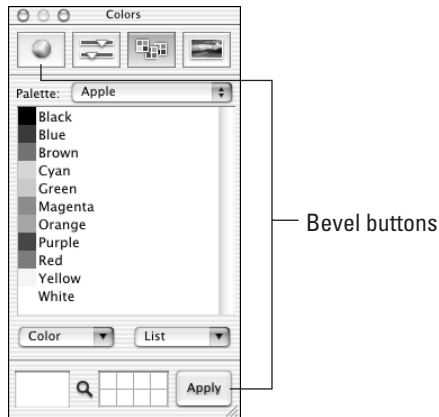 Colors
Palette: Apple
Black
Blue
Brown
Cyan
Green
Magenta
Orange
Purple
Red
Yellow
White
Bevel buttons
Color List
Apply